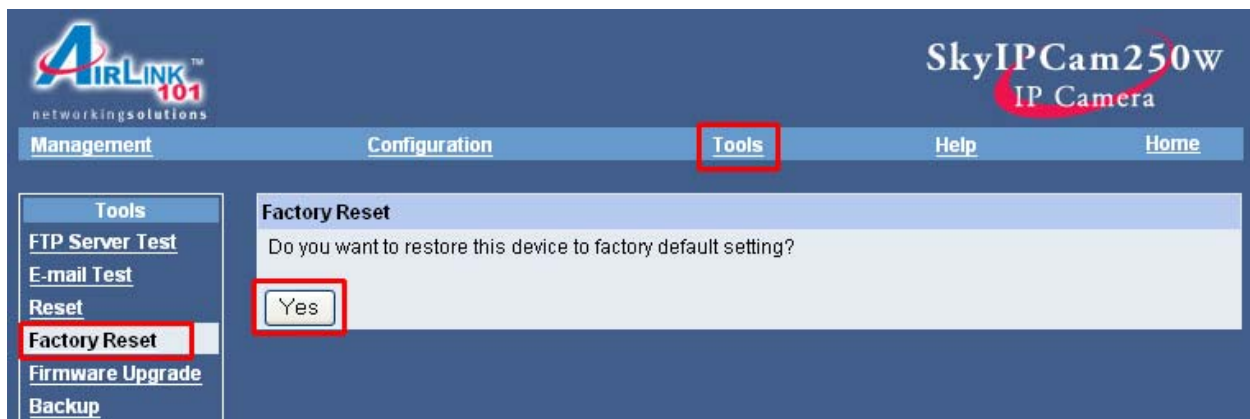 AIRLINK™
101
networkingsolutions
SkyIPCam250W
IP Camera
Management Configuration Tools Help Home
Tools
FTP Server Test
E-mail Test
Reset
Factory Reset
Firmware Upgrade
Backup
Factory Reset
Do you want to restore this device to factory default setting?
Yes